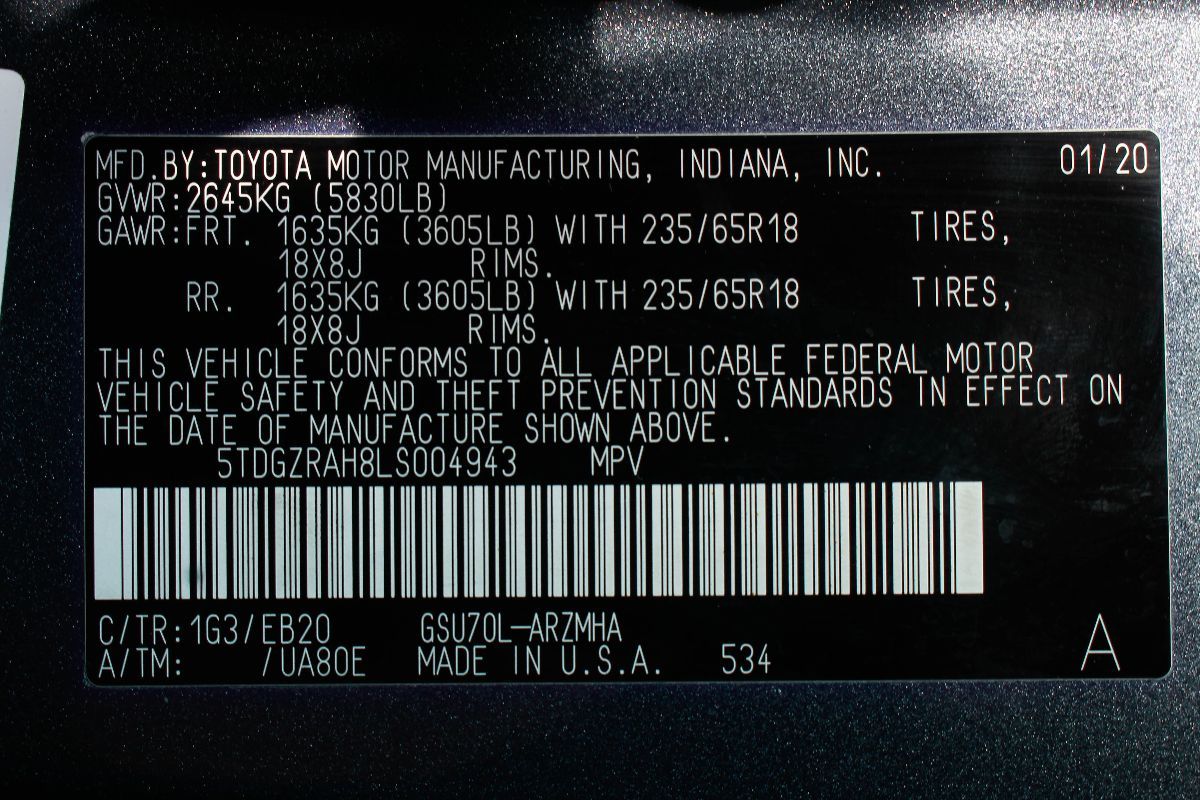 MFD.BY:TOYOTA MOTOR MANUFACTURING, INDIANA, INC. 01/20
GVWR:2645KG (5830LB)
GAWR:FRT. 1635KG (3605LB) WITH 235/65R18 TIRES,
18X8J RIMS.
RR. 1635KG (3605LB) WITH 235/65R18 TIRES,
18X8J RIMS.
THIS VEHICLE CONFORMS TO ALL APPLICABLE FEDERAL MOTOR
VEHICLE SAFETY AND THEFT PREVENTION STANDARDS IN EFFECT ON
THE DATE OF MANUFACTURE SHOWN ABOVE.
5TDGZRAH8LS004943 MPV
C/TR:1G3/EB20 GSU70L-ARZMHA
A/TM: /UA80E MADE IN U.S.A. 534 A